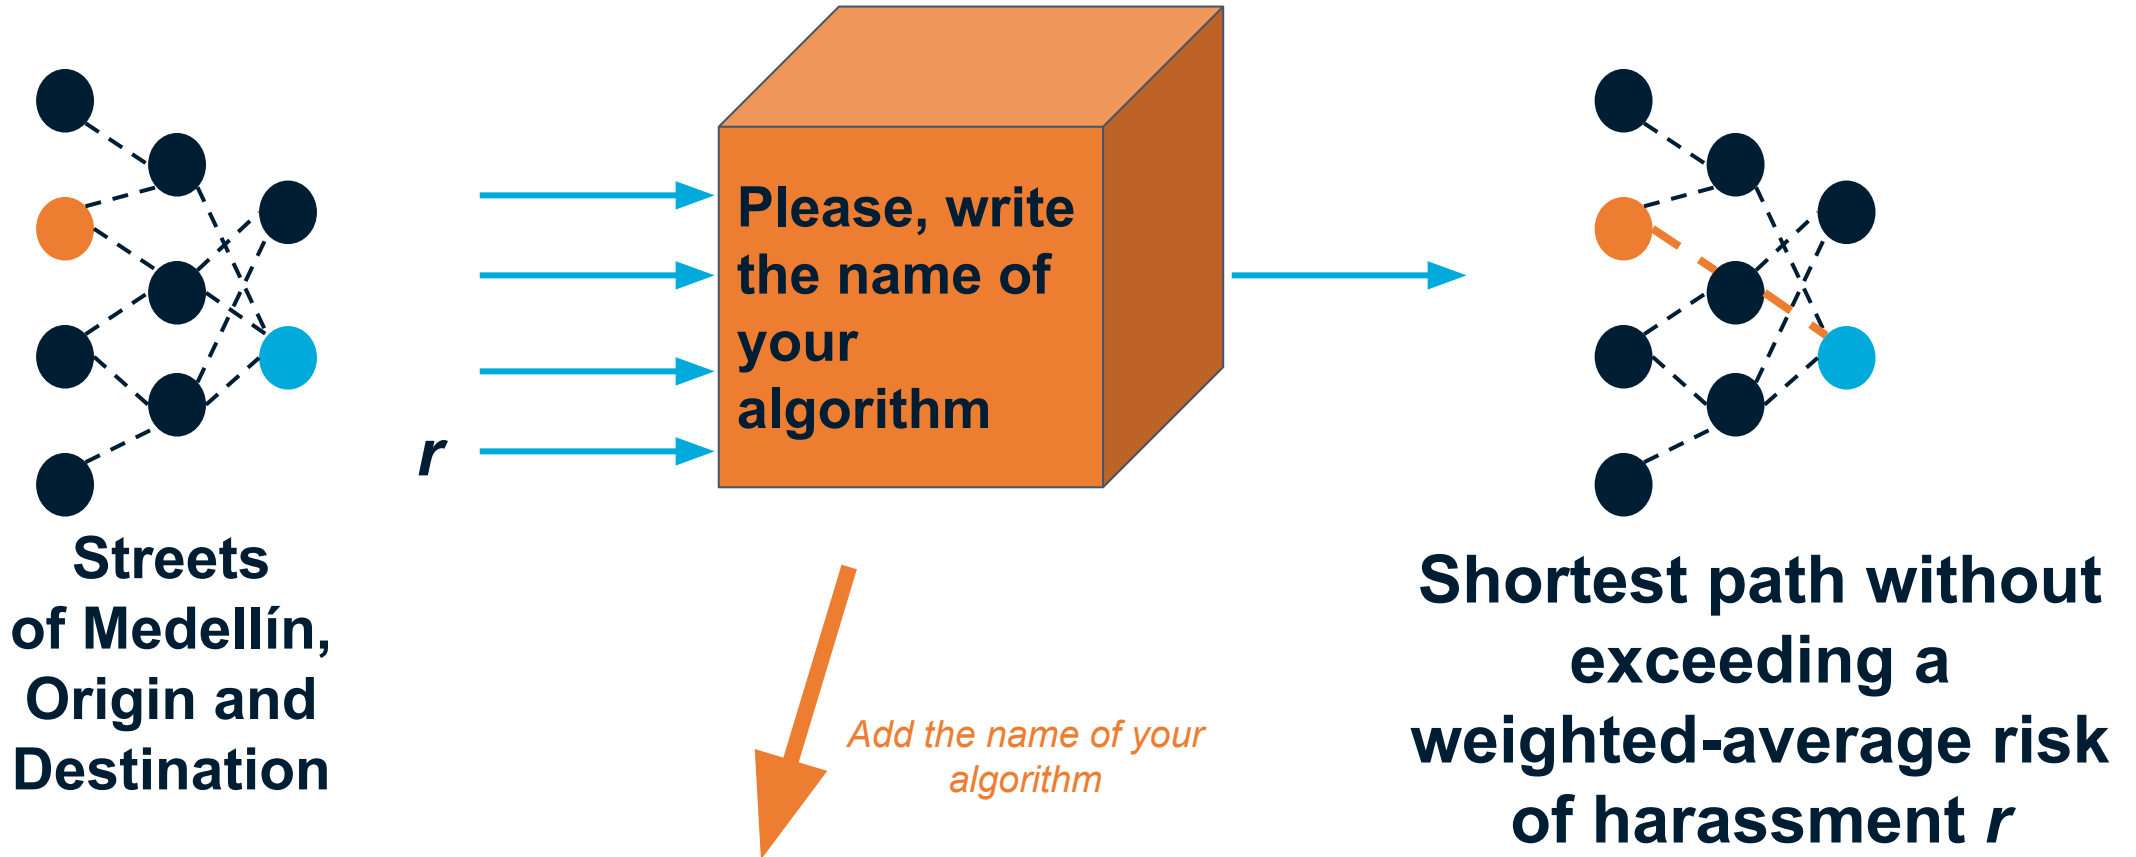 Please, write
the name of
your
algorithm
r
Streets
of Medellín,
Origin and
Destination
Add the name of your
algorithm
Shortest path without
exceeding a
weighted-average risk
of harassment r